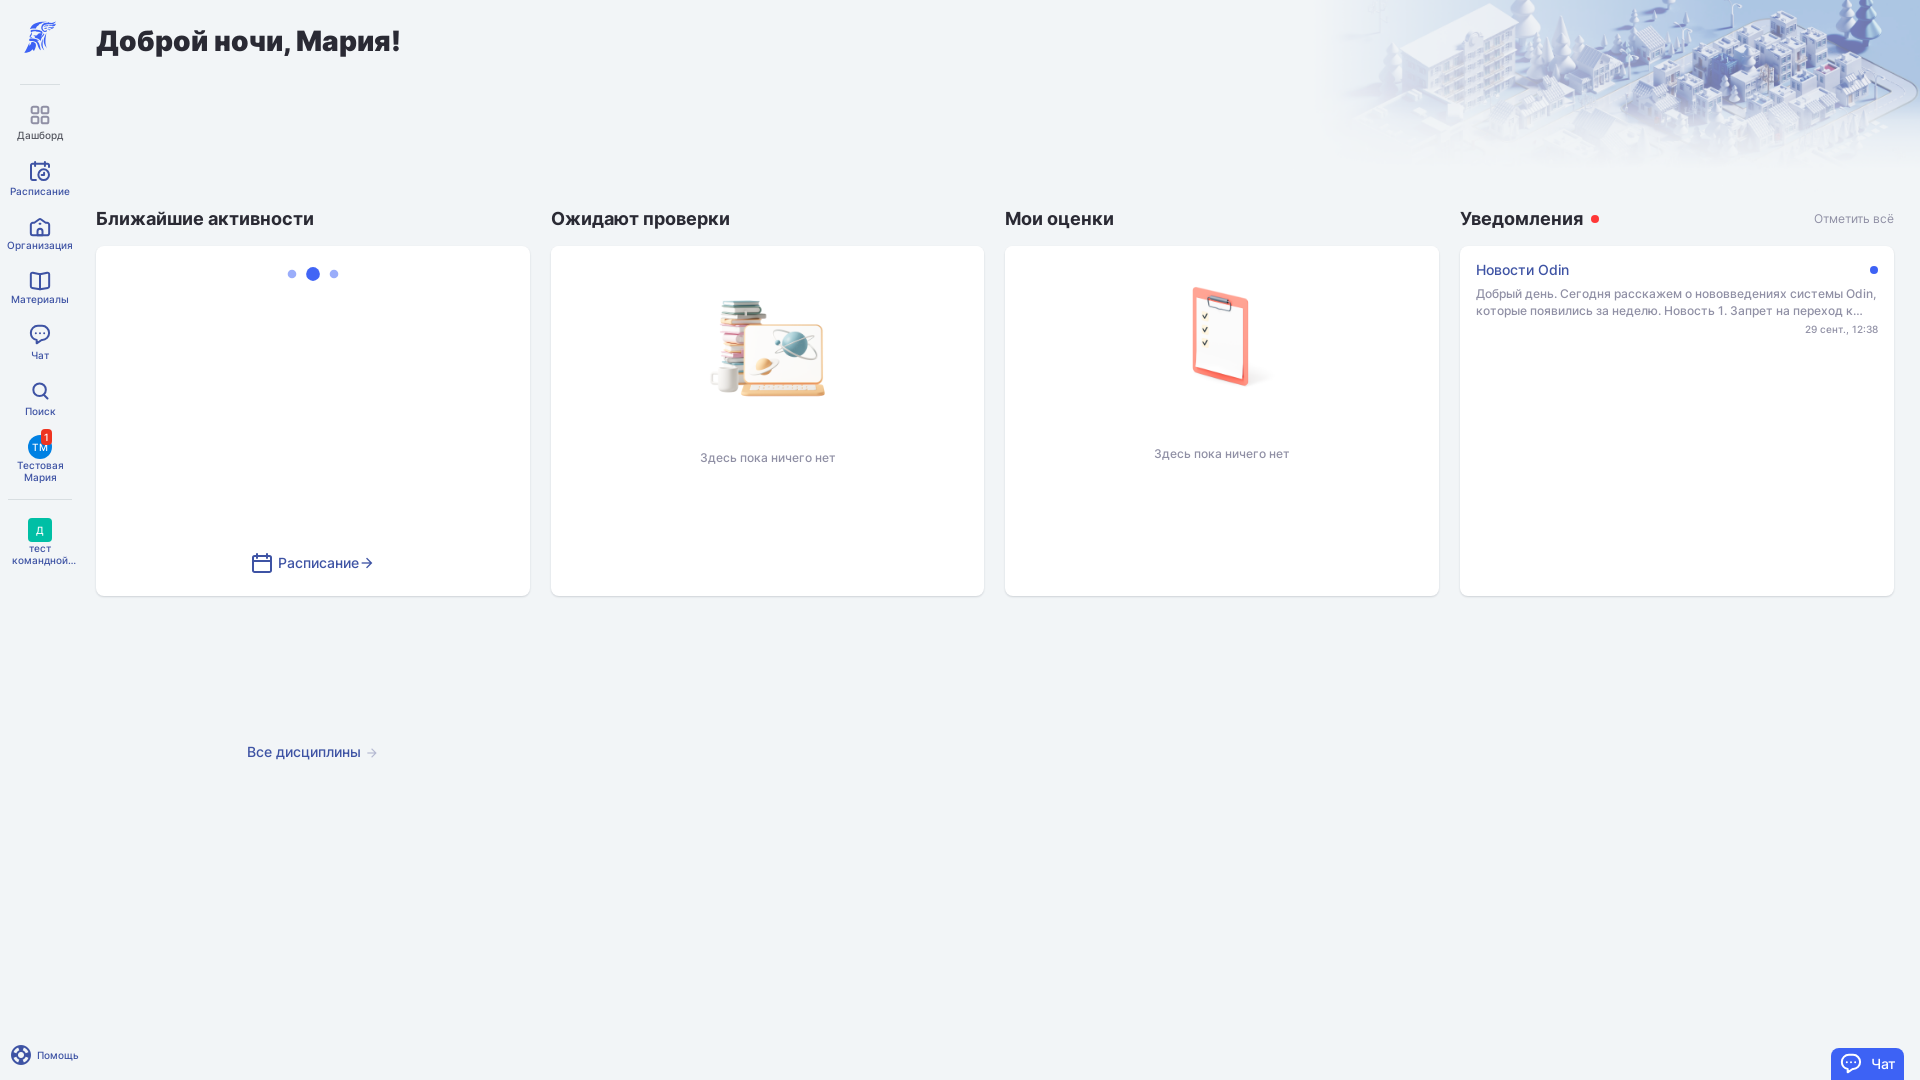 Доброй ночи, Мария!
Дашборд
Расписание
Организация
Материалы
Чат
Поиск
ТМ
1
Тестовая
Мария
Д
тест
командной...
Помощь
Ближайшие активности
Расписание
Все дисциплины
Ожидают проверки
Здесь пока ничего нет
Мои оценки
Здесь пока ничего нет
Уведомления
Отметить всё
Новости Odin
Добрый день. Сегодня расскажем о нововведениях системы Odin,
которые появились за неделю. Новость 1. Запрет на переход к...
29 сент., 12:38
Чат